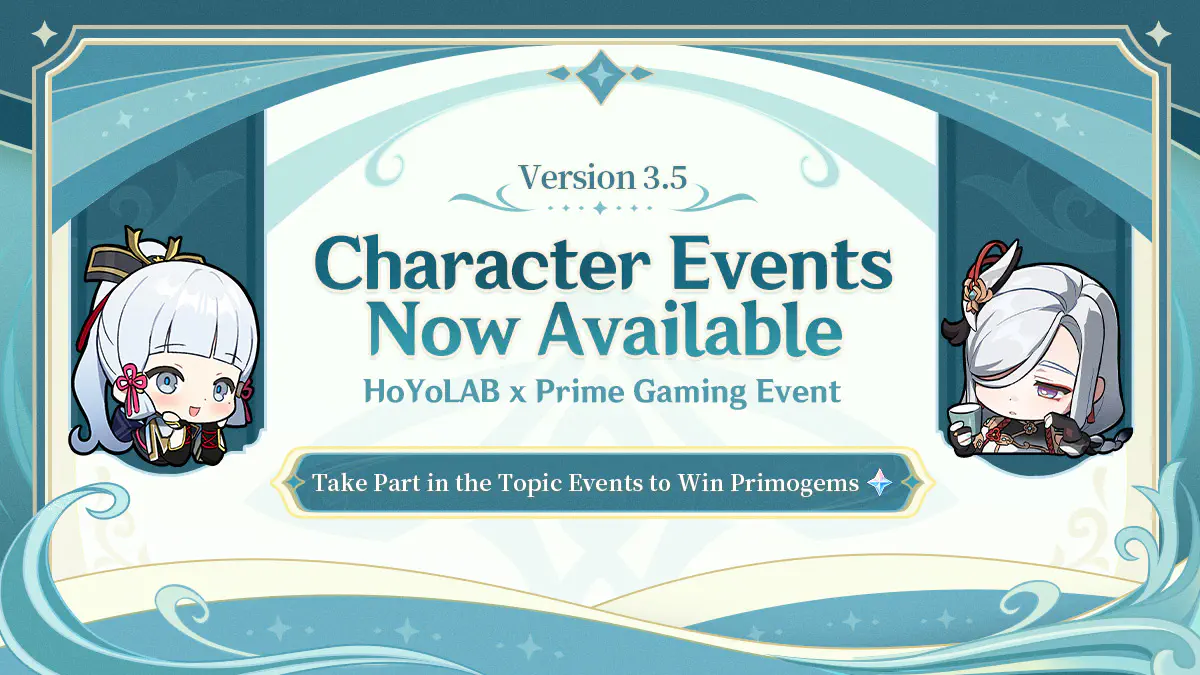 Version 3.5
Character Events
Now Available
HoYoLAB x Prime Gaming Event
Take Part in the Topic Events to Win Primogems